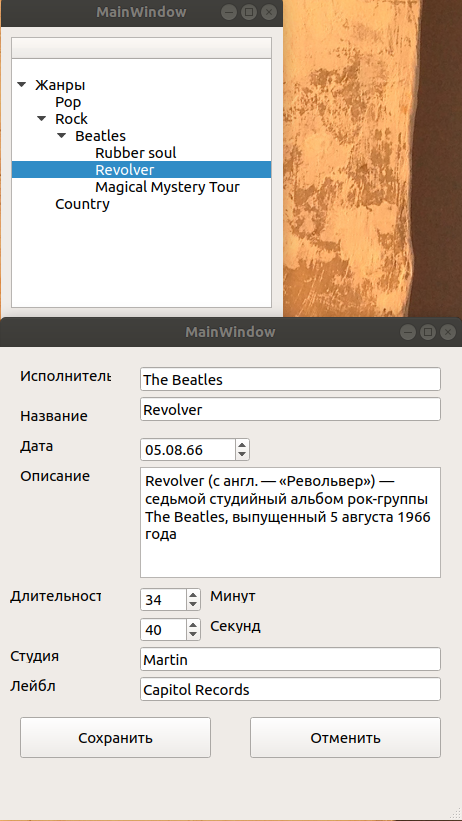 MainWindow
Жанры
Pop
Rock
Beatles
Rubber soul
Revolver
Magical Mystery Tour
Country
MainWindow
Исполнитель The Beatles
Название Revolver
Дата 05.08.66
Описание Revolver (с англ. — «Револьвер») —
седьмой студийный альбом рок-группы
The Beatles, выпущенный 5 августа 1966
года
Длительност 34 Минут
40 Секунд
Студия Martin
Лейбл Capitol Records
Сохранить Отменить